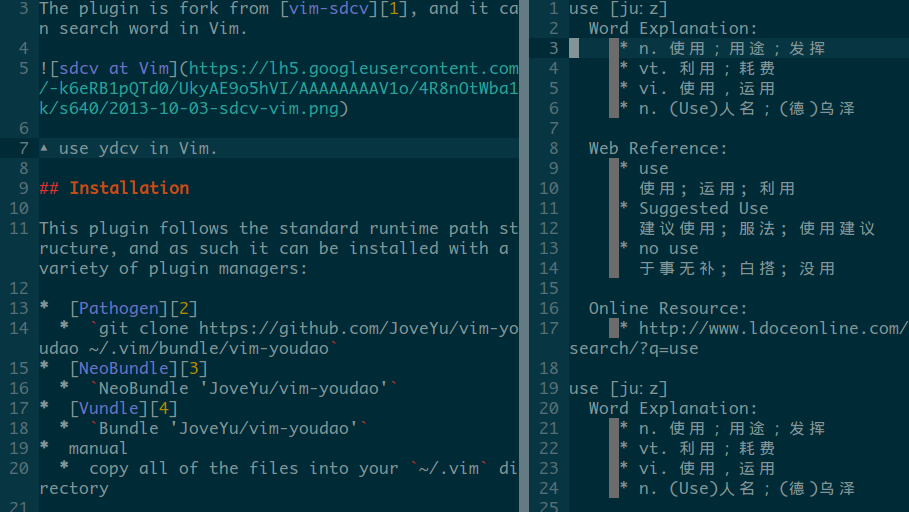 3 The plugin is fork from [vim-sdcv][1], and it ca
n search word in Vim.
4
5 ![sdcv at Vim](https://lh5.googleusercontent.com
/-k6eRB1pQTd0/UkyAE9o5hVI/AAAAAAAAV1o/4R8nOtWba1
k/s640/2013-10-03-sdcv-vim.png)
6
7 ▲ use ydcv in Vim.
8
9 ## Installation
10
11 This plugin follows the standard runtime path st
ructure, and as such it can be installed with a
variety of plugin managers:
12
13 * [Pathogen][2]
14 * `git clone https://github.com/JoveYu/vim-yo
udao ~/.vim/bundle/vim-youdao`
15 * [NeoBundle][3]
16 * `NeoBundle 'JoveYu/vim-youdao'`
17 * [Vundle][4]
18 * `Bundle 'JoveYu/vim-youdao'`
19 * manual
20 * copy all of the files into your `~/.vim` di
rectory
21
1 use [ju: z]
2 Word Explanation:
3 * n. 使用；用途；发挥
4 * vt. 利用；耗费
5 * vi. 使用，运用
6 * n. (Use)人名；(德)乌泽
7
8 Web Reference:
9 * use
10 使用; 运用; 利用
11 * Suggested Use
12 建议使用; 服法; 使用建议
13 * no use
14 于事无补; 白搭; 没用
15
16 Online Resource:
17 * http://www.ldoceonline.com/
search/?q=use
18
19 use [ju: z]
20 Word Explanation:
21 * n. 使用；用途；发挥
22 * vt. 利用；耗费
23 * vi. 使用，运用
24 * n. (Use)人名；(德)乌泽
25